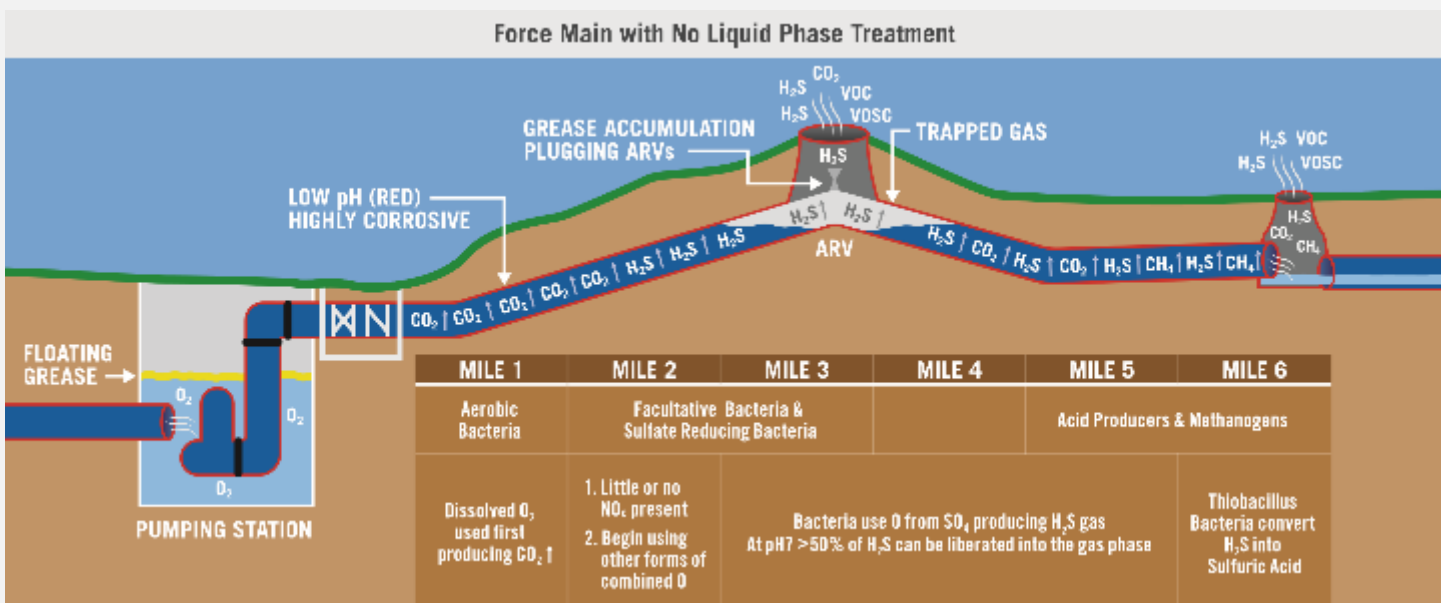 Force Main with No Liquid Phase Treatment
H₂S CO₂ VOC
H₂S VOSC
GREASE ACCUMULATION
PLUGGING ARVs
TRAPPED GAS
H₂S
H₂S↑ H₂S↑
ARV
H₂S VOC
H₂S VOSC
H₂S
CO₂
CH₄
LOW pH (RED)
HIGHLY CORROSIVE
CO₂↑ CO₂↑ CO₂↑ CO₂↑ CO₂↑ H₂S↑ H₂S↑ H₂S↑ H₂S
H₂S↑ CO₂↑ H₂S↑ CO₂↑ H₂S↑ CH₄↑ H₂S↑ CH₄↑
FLOATING
GREASE
O₂
O₂
O₂
PUMPING STATION
MILE 1 MILE 2 MILE 3 MILE 4 MILE 5 MILE 6
Aerobic
Bacteria
Facultative Bacteria &
Sulfate Reducing Bacteria
Acid Producers & Methanogens
Dissolved O₂
used first
producing CO₂↑
1. Little or no
NOₓ present
2. Begin using
other forms of
combined O
Bacteria use O from SO₄ producing H₂S gas
At pH7 >50% of H₂S can be liberated into the gas phase
Thiobacillus
Bacteria convert
H₂S into
Sulfuric Acid